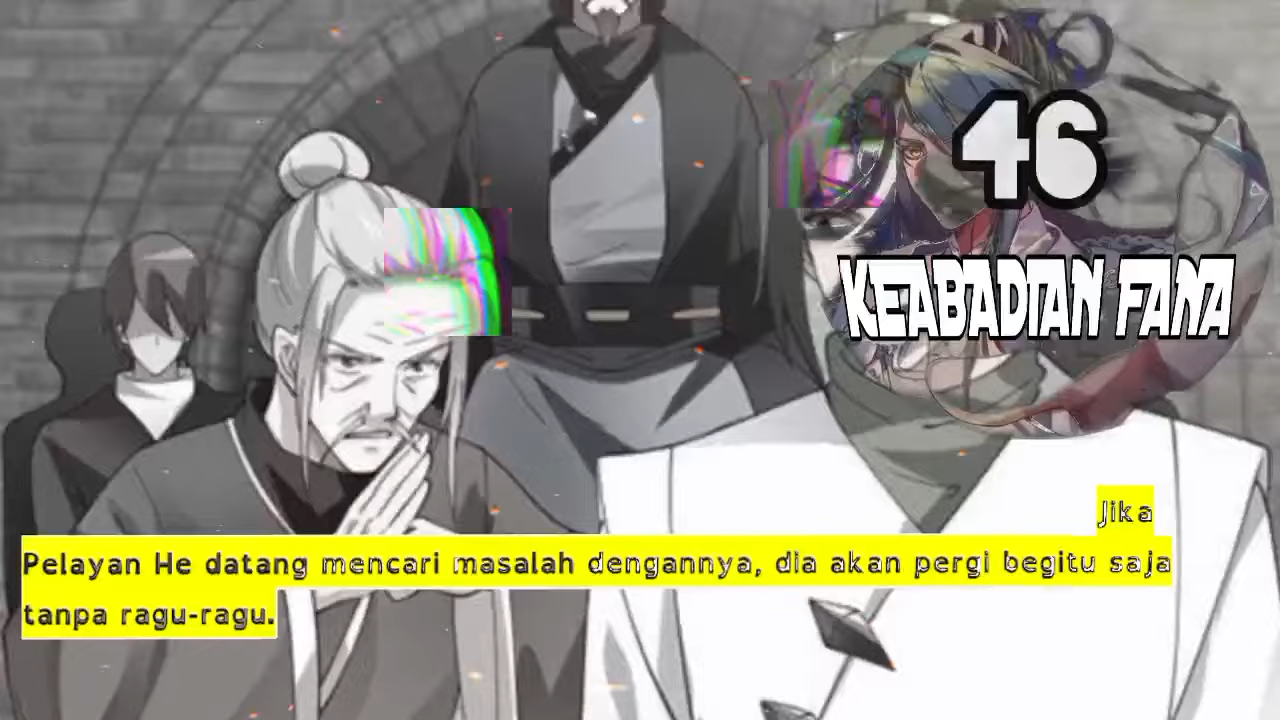 46
KEABADIAN FANA
Jika
Pelayan He datang mencari masalah dengannya, dia akan pergi begitu saja
tanpa ragu-ragu.